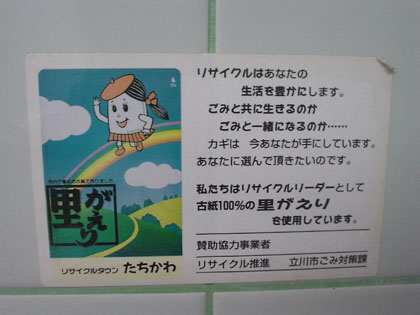 里がえり
リサイクルタウン たちかわ
リサイクルはあなたの
生活を豊かにします。
ごみと共に生きるのか
ごみと一緒になるのか……
カギは 今あなたが手にしています。
あなたに選んで頂きたいのです。
私たちはリサイクルリーダーとして
古紙100%の里がえり
を使用しています。
賛助協力事業者
リサイクル推進 立川市ごみ対策課